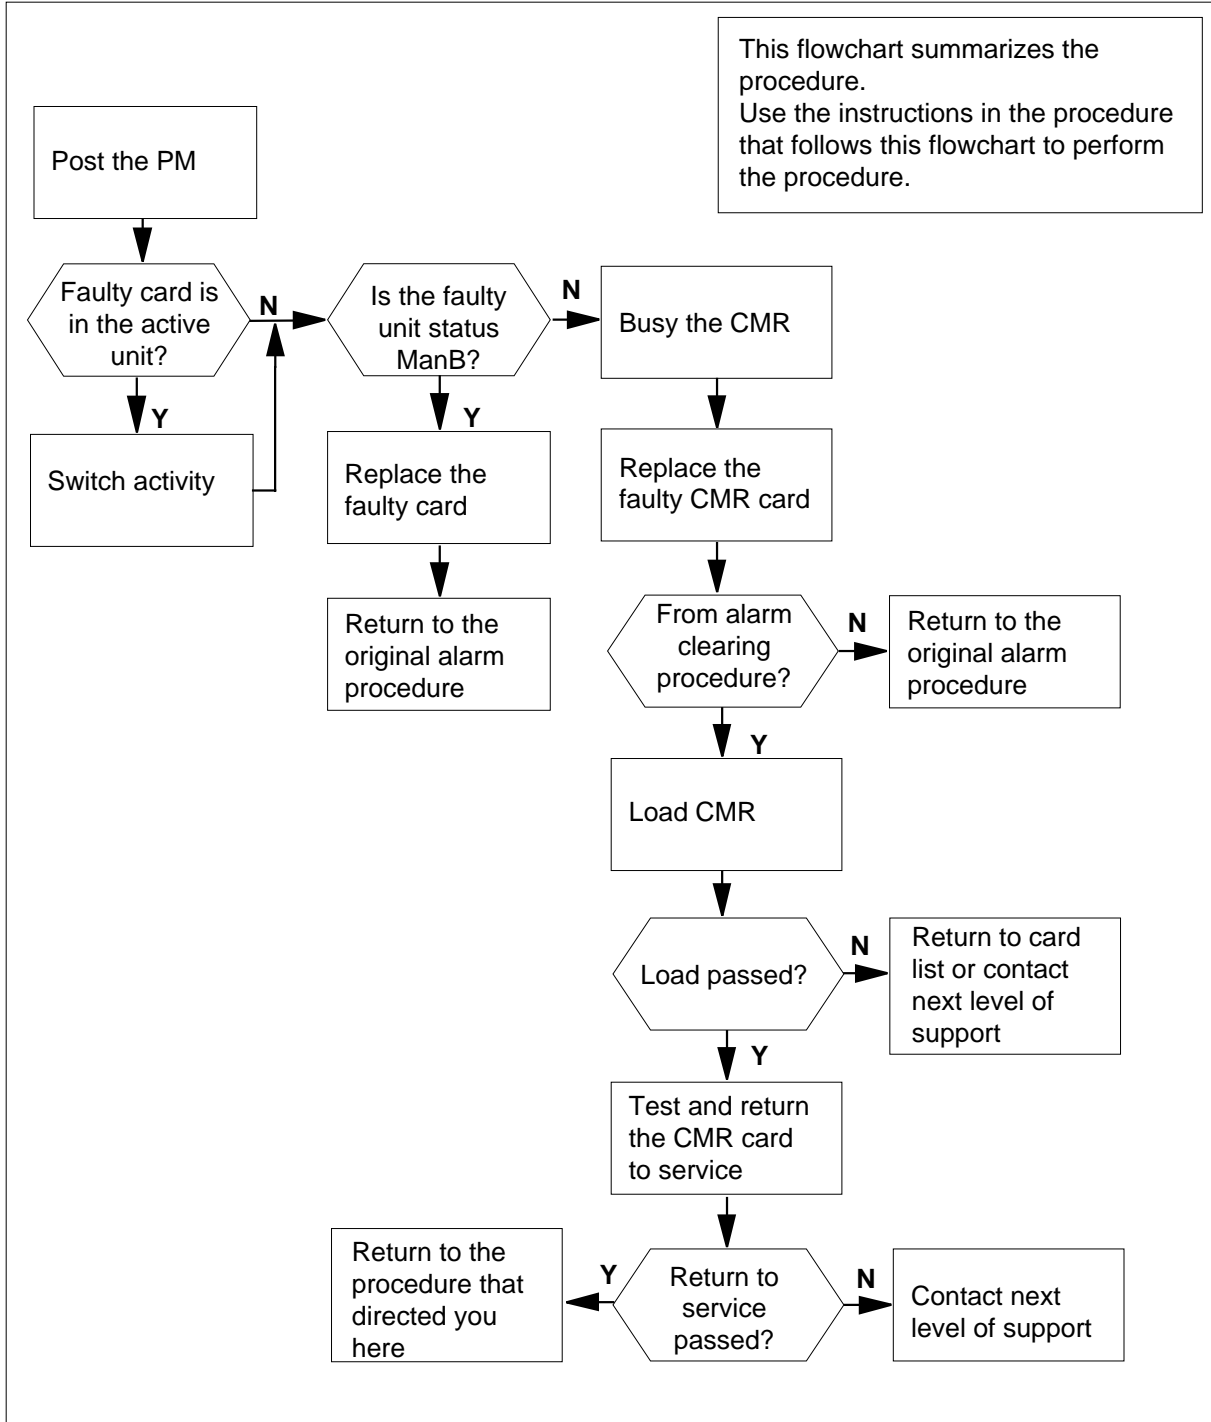 This flowchart summarizes the
procedure.
Use the instructions in the procedure
that follows this flowchart to perform
the procedure.
Post the PM
Faulty card is
in the active
unit?
N
Y
Switch activity
Is the faulty
unit status
ManB?
N
Y
Busy the CMR
Replace the
faulty card
Replace the
faulty CMR card
Return to the
original alarm
procedure
From alarm
clearing
procedure?
N
Return to the
original alarm
procedure
Y
Load CMR
Load passed?
N
Return to card
list or contact
next level of
support
Y
Test and return
the CMR card
to service
Return to
service
passed?
Y
Return to the
procedure that
directed you
here
N
Contact next
level of support